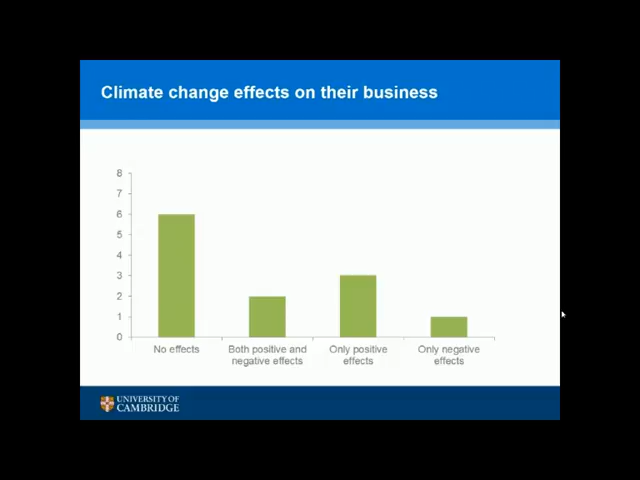 Climate change effects on their business
8
7
6
5
4
3
2
1
0
No effects
Both positive and
negative effects
Only positive
effects
Only negative
effects
UNIVERSITY OF
CAMBRIDGE